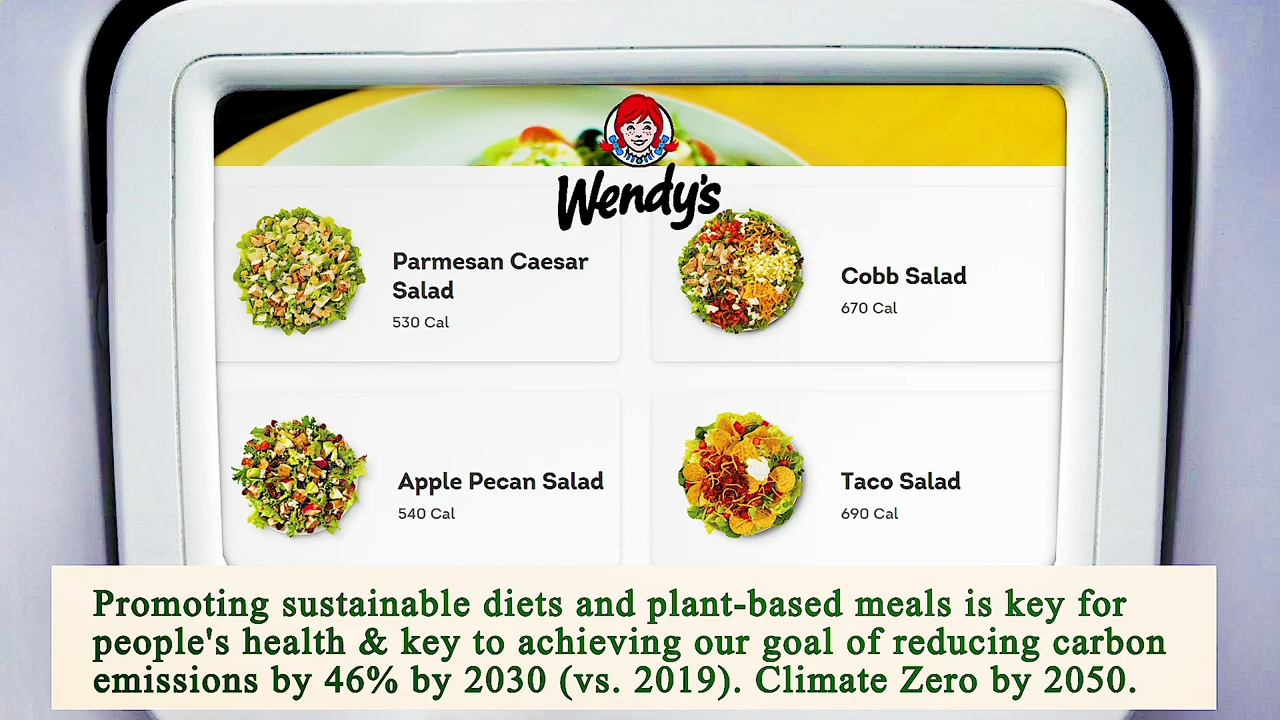 Wendy's
Parmesan Caesar
Salad
530 Cal
Cobb Salad
670 Cal
Apple Pecan Salad
540 Cal
Taco Salad
690 Cal
Promoting sustainable diets and plant-based meals is key for
people's health & key to achieving our goal of reducing carbon
emissions by 46% by 2030 (vs. 2019). Climate Zero by 2050.